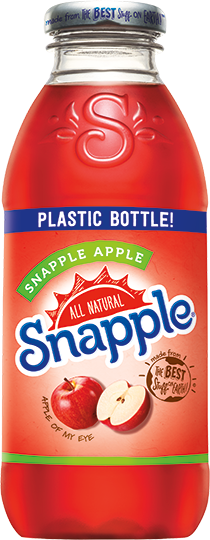 made from THE BEST Stuff ON EARTH!
S
PLASTIC BOTTLE!
SNAPPLE APPLE
ALL NATURAL
Snapple®
made from
THE BEST
Stuff ON EARTH!
APPLE OF MY EYE